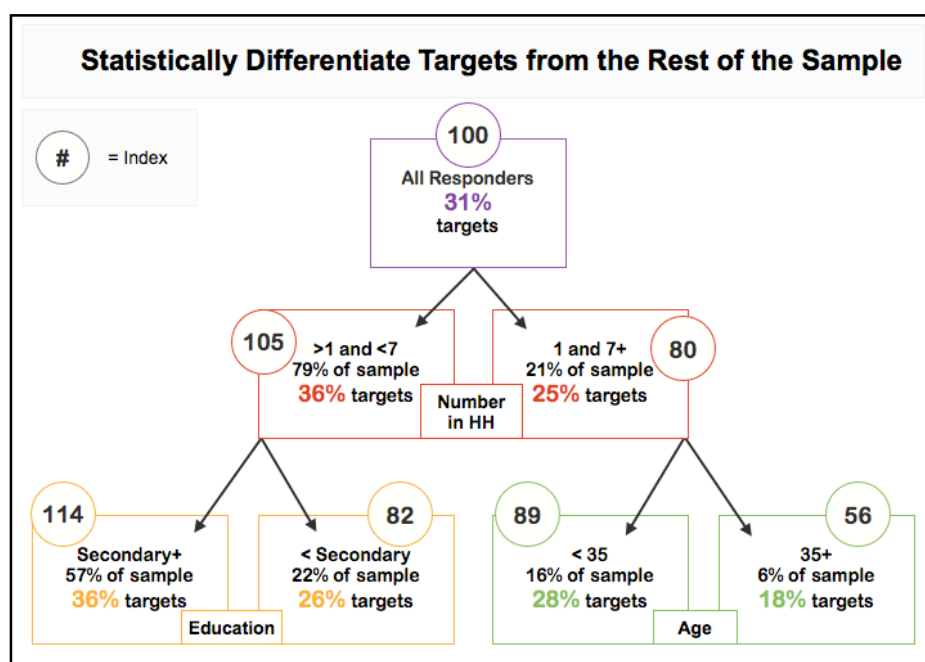 Statistically Differentiate Targets from the Rest of the Sample
#
= Index
100
All Responders
31%
targets
105
>1 and <7
79% of sample
36% targets
1 and 7+
21% of sample
25% targets
80
Number
in HH
114
Secondary+
57% of sample
36% targets
82
< Secondary
22% of sample
26% targets
Education
89
< 35
16% of sample
28% targets
56
35+
6% of sample
18% targets
Age